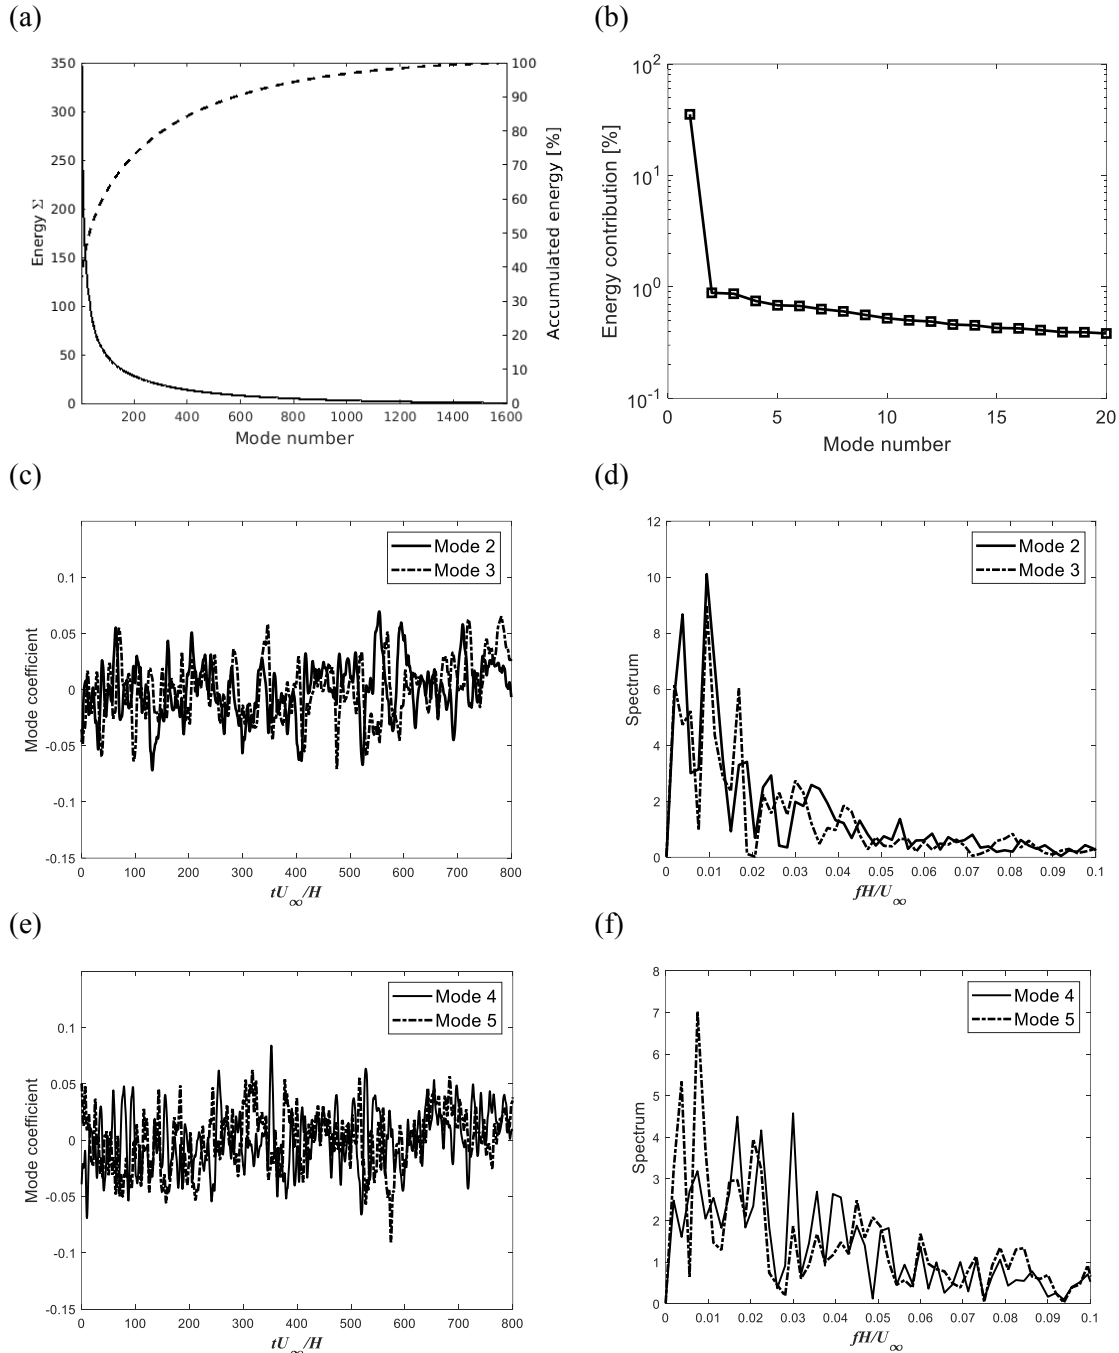 (a)
(b)
350
300
250
200
150
100
50
0
Energy Σ
100
90
80
70
60
50
40
30
20
10
0
Accumulated energy [%]
200 400 600 800 1000 1200 1400 1600
Mode number
10²
10¹
10⁰
10⁻¹
Energy contribution [%]
0 5 10 15 20
Mode number
(c)
(d)
Mode 2
Mode 3
0.1
0.05
0
-0.05
-0.1
-0.15
Mode coefficient
0 100 200 300 400 500 600 700 800
tU∞/H
Mode 2
Mode 3
12
10
8
6
4
2
0
Spectrum
0 0.01 0.02 0.03 0.04 0.05 0.06 0.07 0.08 0.09 0.1
fH/U∞
(e)
(f)
Mode 4
Mode 5
0.1
0.05
0
-0.05
-0.1
-0.15
Mode coefficient
0 100 200 300 400 500 600 700 800
tU∞/H
Mode 4
Mode 5
8
7
6
5
4
3
2
1
0
Spectrum
0 0.01 0.02 0.03 0.04 0.05 0.06 0.07 0.08 0.09 0.1
fH/U∞